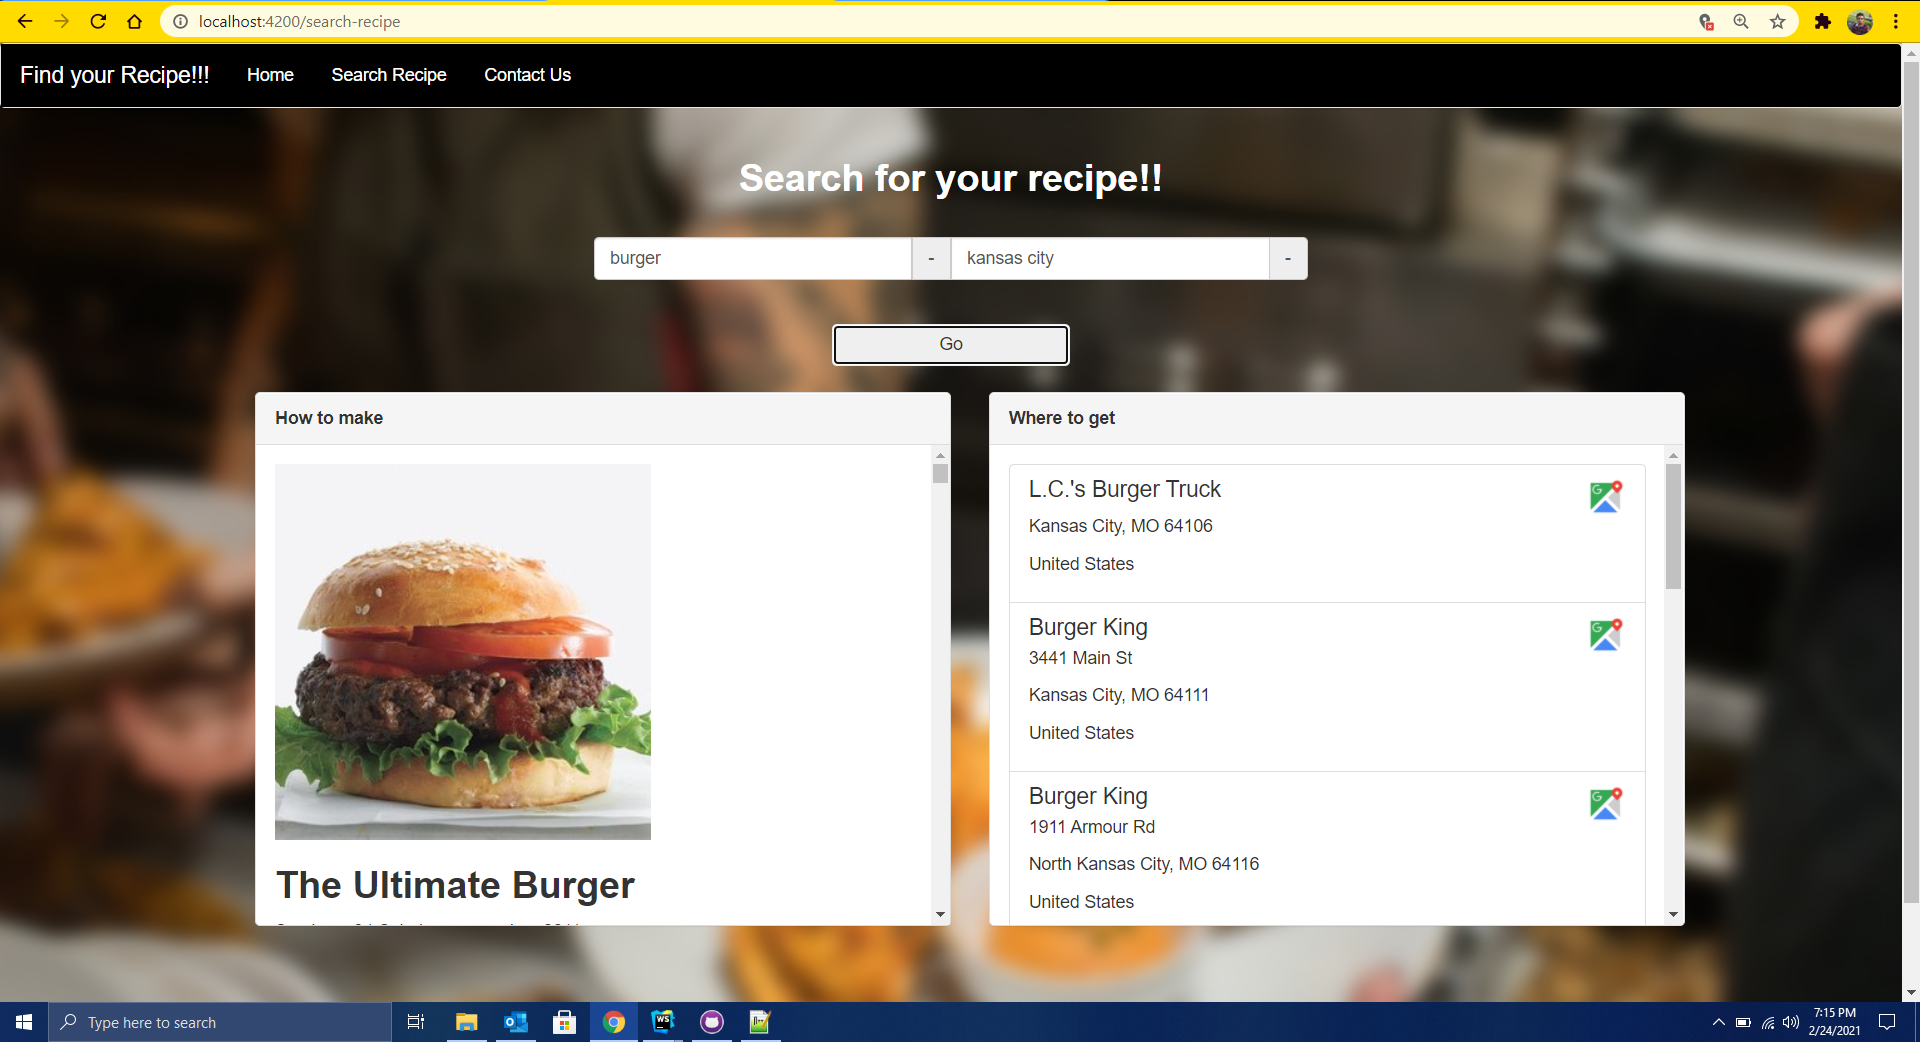 localhost:4200/search-recipe
Find your Recipe!!! Home Search Recipe Contact Us
Search for your recipe!!
burger - kansas city -
Go
How to make
The Ultimate Burger
Where to get
L.C.'s Burger Truck
Kansas City, MO 64106
United States
Burger King
3441 Main St
Kansas City, MO 64111
United States
Burger King
1911 Armour Rd
North Kansas City, MO 64116
United States
Type here to search
WS
7:15 PM
2/24/2021